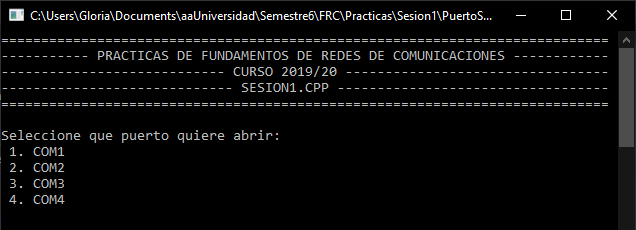 C:\Users\Gloria\Documents\aaUniversidad\Semestre6\FRC\Practicas\Sesion1\PuertoS...
============================================================================
----------- PRACTICAS DE FUNDAMENTOS DE REDES DE COMUNICACIONES ------------
---------------------------- CURSO 2019/20 ---------------------------------
----------------------------- SESION1.CPP ----------------------------------
============================================================================
Seleccione que puerto quiere abrir:
1. COM1
2. COM2
3. COM3
4. COM4